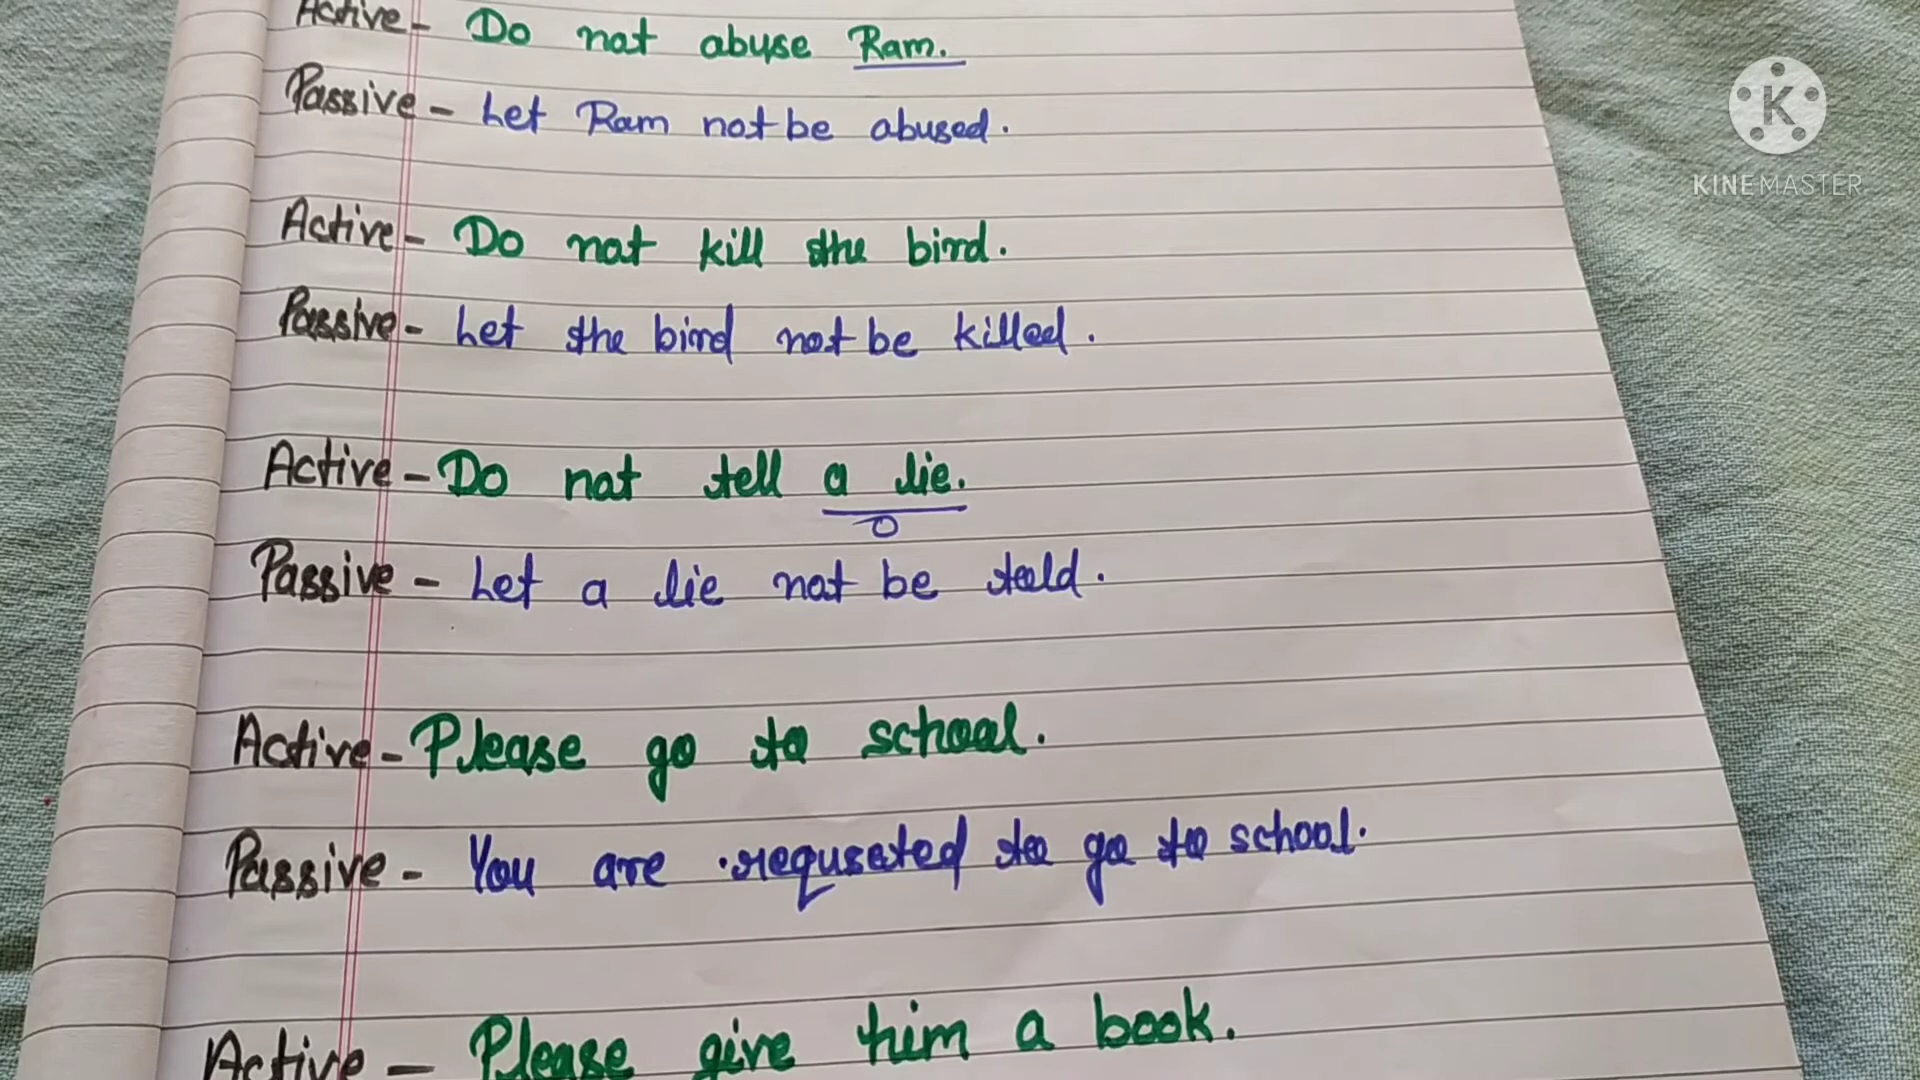 Active - Do not abuse Ram.
Passive - Let Ram not be abused.
Active - Do not kill the bird.
Passive - Let the bird not be killed.
Active - Do not tell a lie.
O
Passive - Let a lie not be told.
Active - Please go to school.
Passive - You are requseted to go to school.
Active - Please give him a book.
K
KINEMASTER